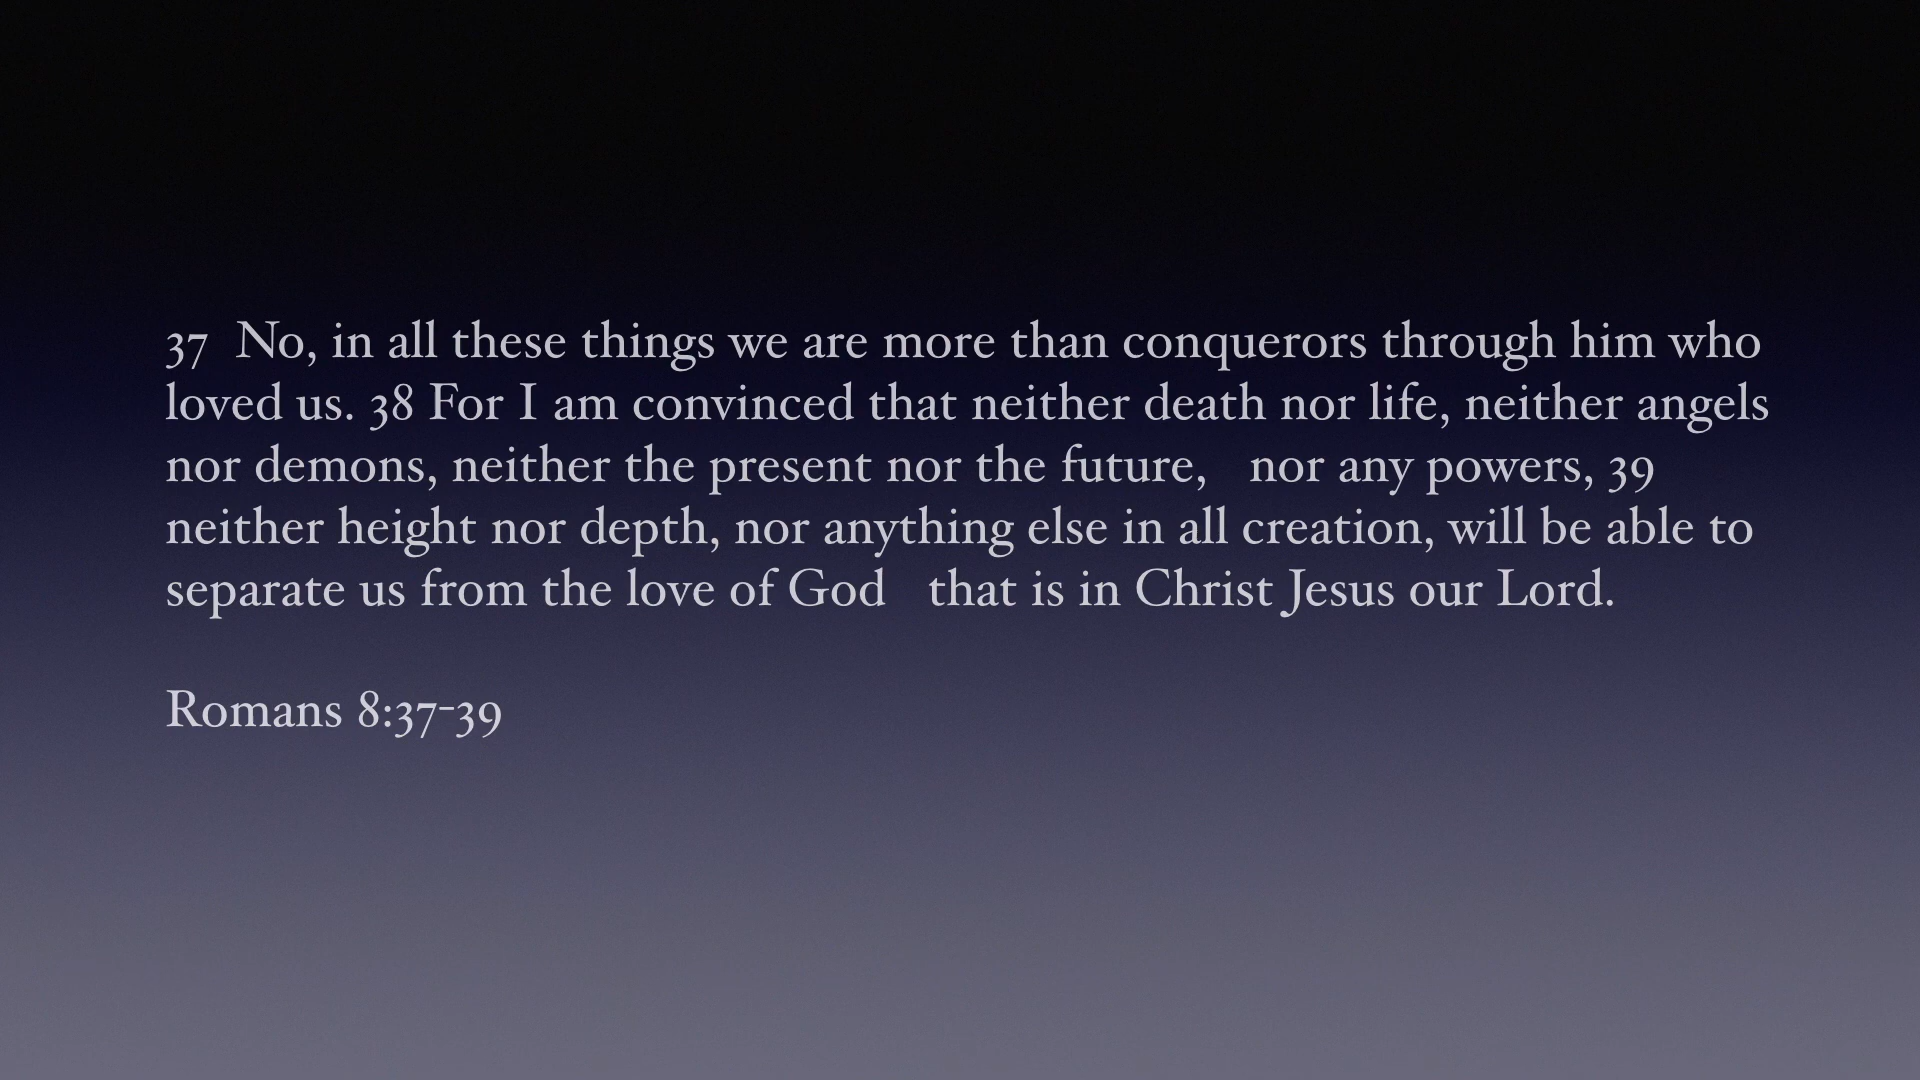 37  No, in all these things we are more than conquerors through him who
loved us. 38 For I am convinced that neither death nor life, neither angels
nor demons, neither the present nor the future,   nor any powers, 39
neither height nor depth, nor anything else in all creation, will be able to
separate us from the love of God   that is in Christ Jesus our Lord.
Romans 8:37-39